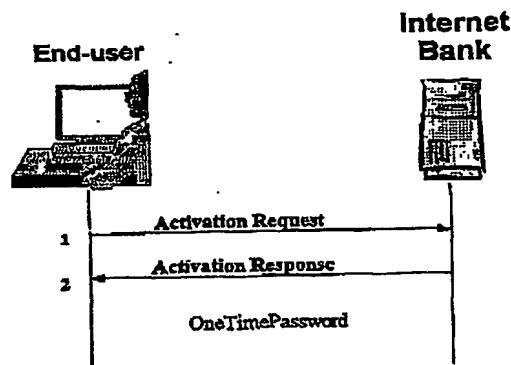 End-user
Internet
Bank
1 Activation Request
2 Activation Response
OneTimePassword